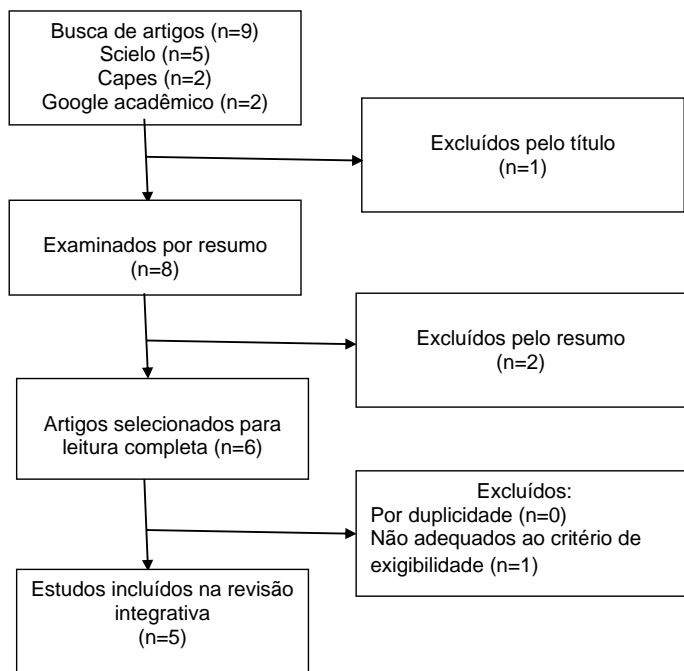 Busca de artigos (n=9)
Scielo (n=5)
Capes (n=2)
Google acadêmico (n=2)
Excluídos pelo título
(n=1)
Examinados por resumo
(n=8)
Excluídos pelo resumo
(n=2)
Artigos selecionados para
leitura completa (n=6)
Excluídos:
Por duplicidade (n=0)
Não adequados ao critério de
exigibilidade (n=1)
Estudos incluídos na revisão
integrativa
(n=5)